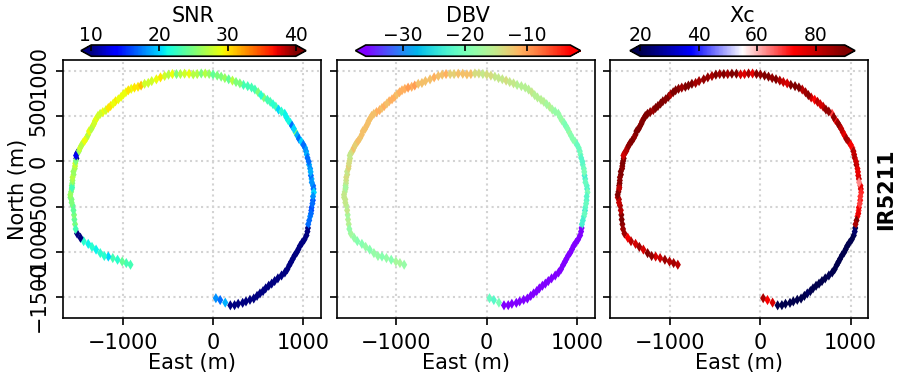 SNR DBV Xc
10 20 30 40 −30 −20 −10 20 40 60 80
North (m)
1000
500
0
−500
−1000
−1500
IR5211
−1000 0 1000 −1000 0 1000 −1000 0 1000
East (m) East (m) East (m)